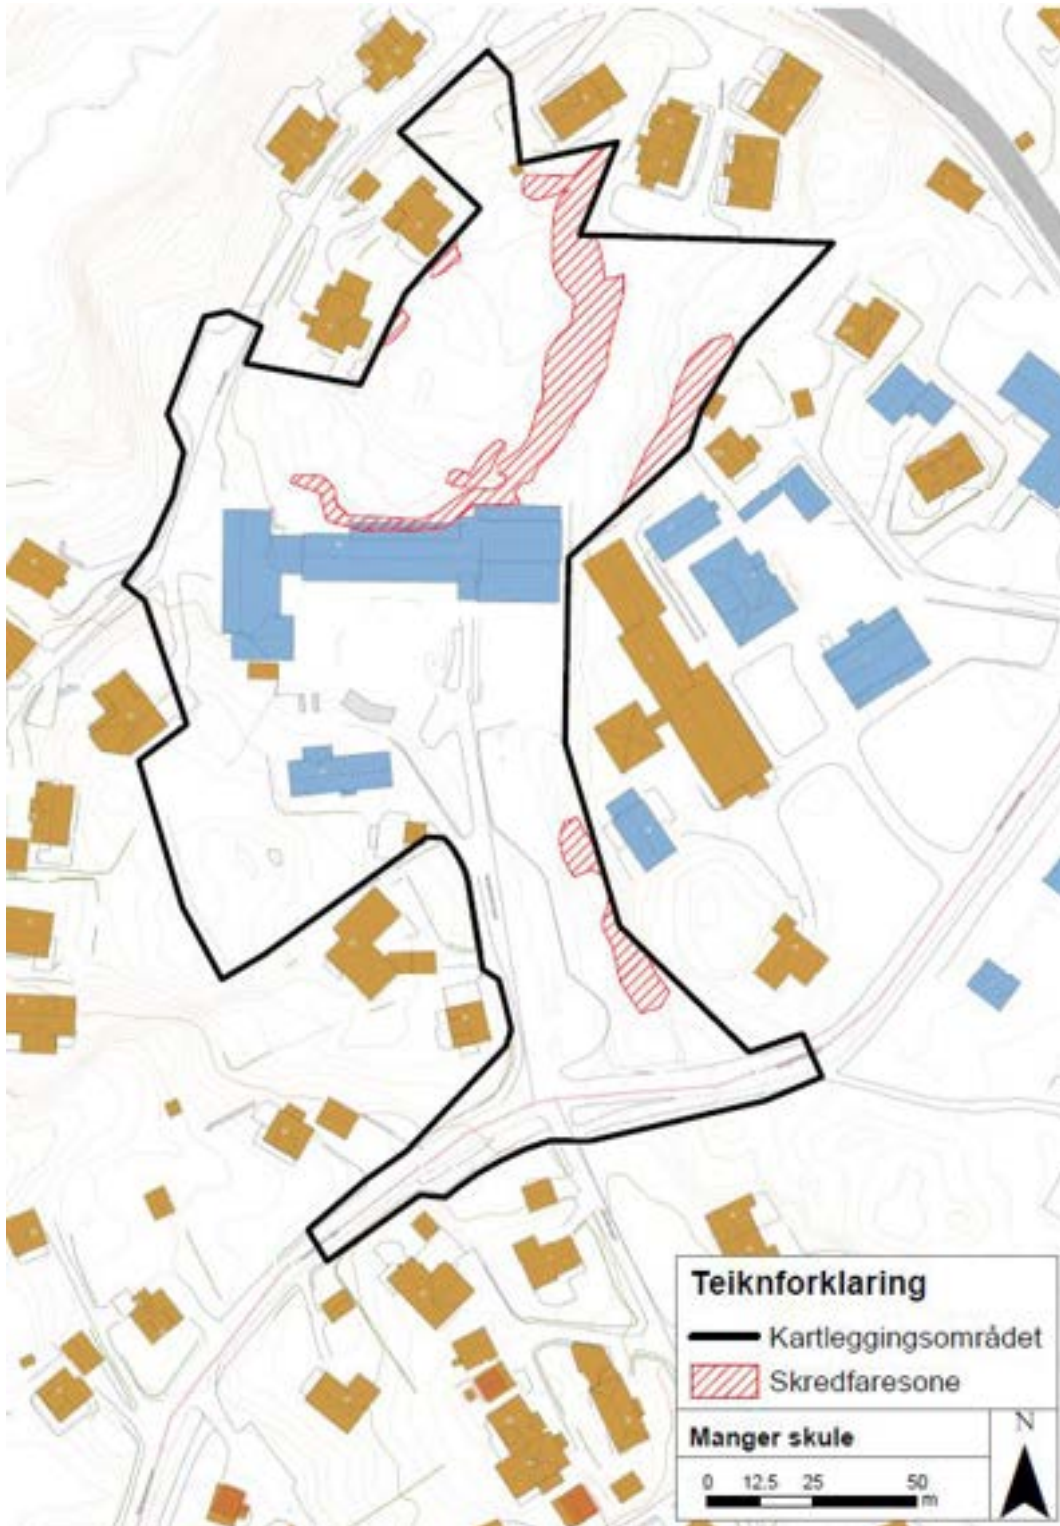 Teiknforklaring
Kartleggingsområdet
Skredfaresone
Manger skule
N
0 12.5 25 50
m